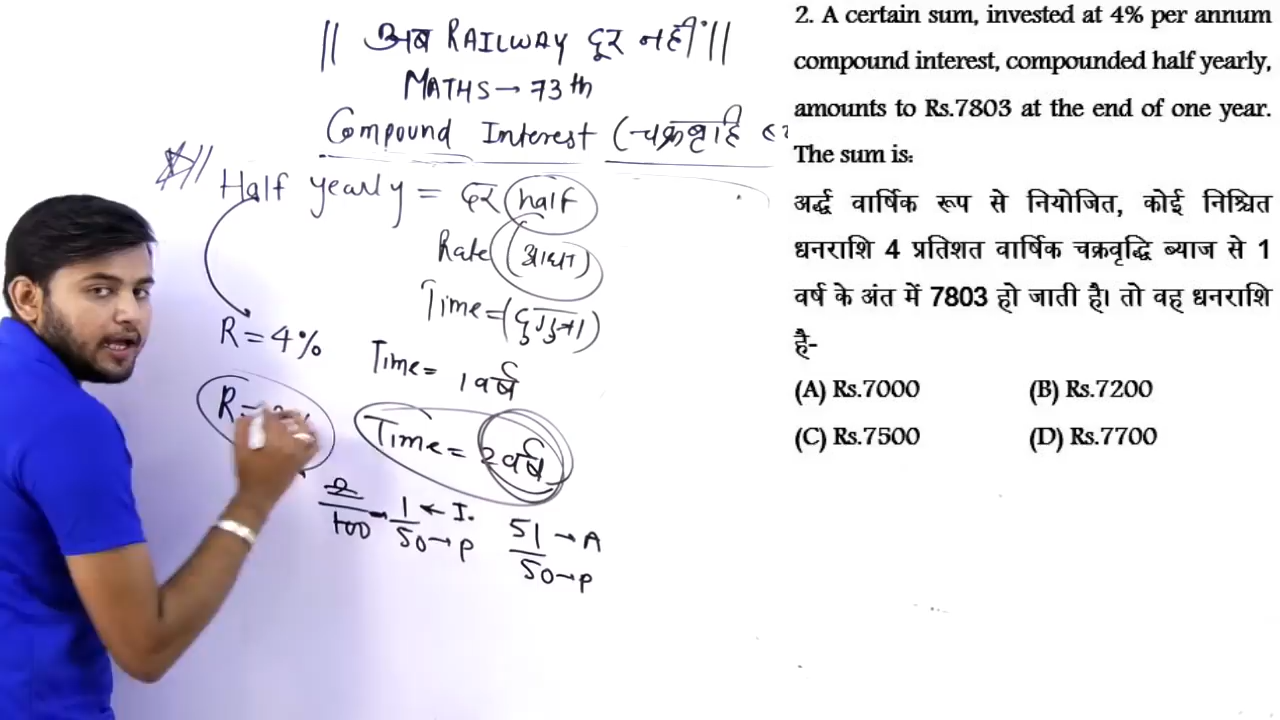 || अब RAILWAY दूर नहीं ||
MATHS → 73th
Compound Interest (चक्रवृद्धि
Half yearly = दर half
Rate (आधा)
Time = (दुगुना)
R = 4%
Time = 1 वर्ष
R =
Time = 2 वर्ष
2/100 = 1/50 ← I.
→ P
51/50 → A
→ P
2. A certain sum, invested at 4% per annum
compound interest, compounded half yearly,
amounts to Rs.7803 at the end of one year.
The sum is:
अर्द्ध वार्षिक रूप से नियोजित, कोई निश्चित
धनराशि 4 प्रतिशत वार्षिक चक्रवृद्धि ब्याज से 1
वर्ष के अंत में 7803 हो जाती है। तो वह धनराशि
है-
(A) Rs.7000 (B) Rs.7200
(C) Rs.7500 (D) Rs.7700